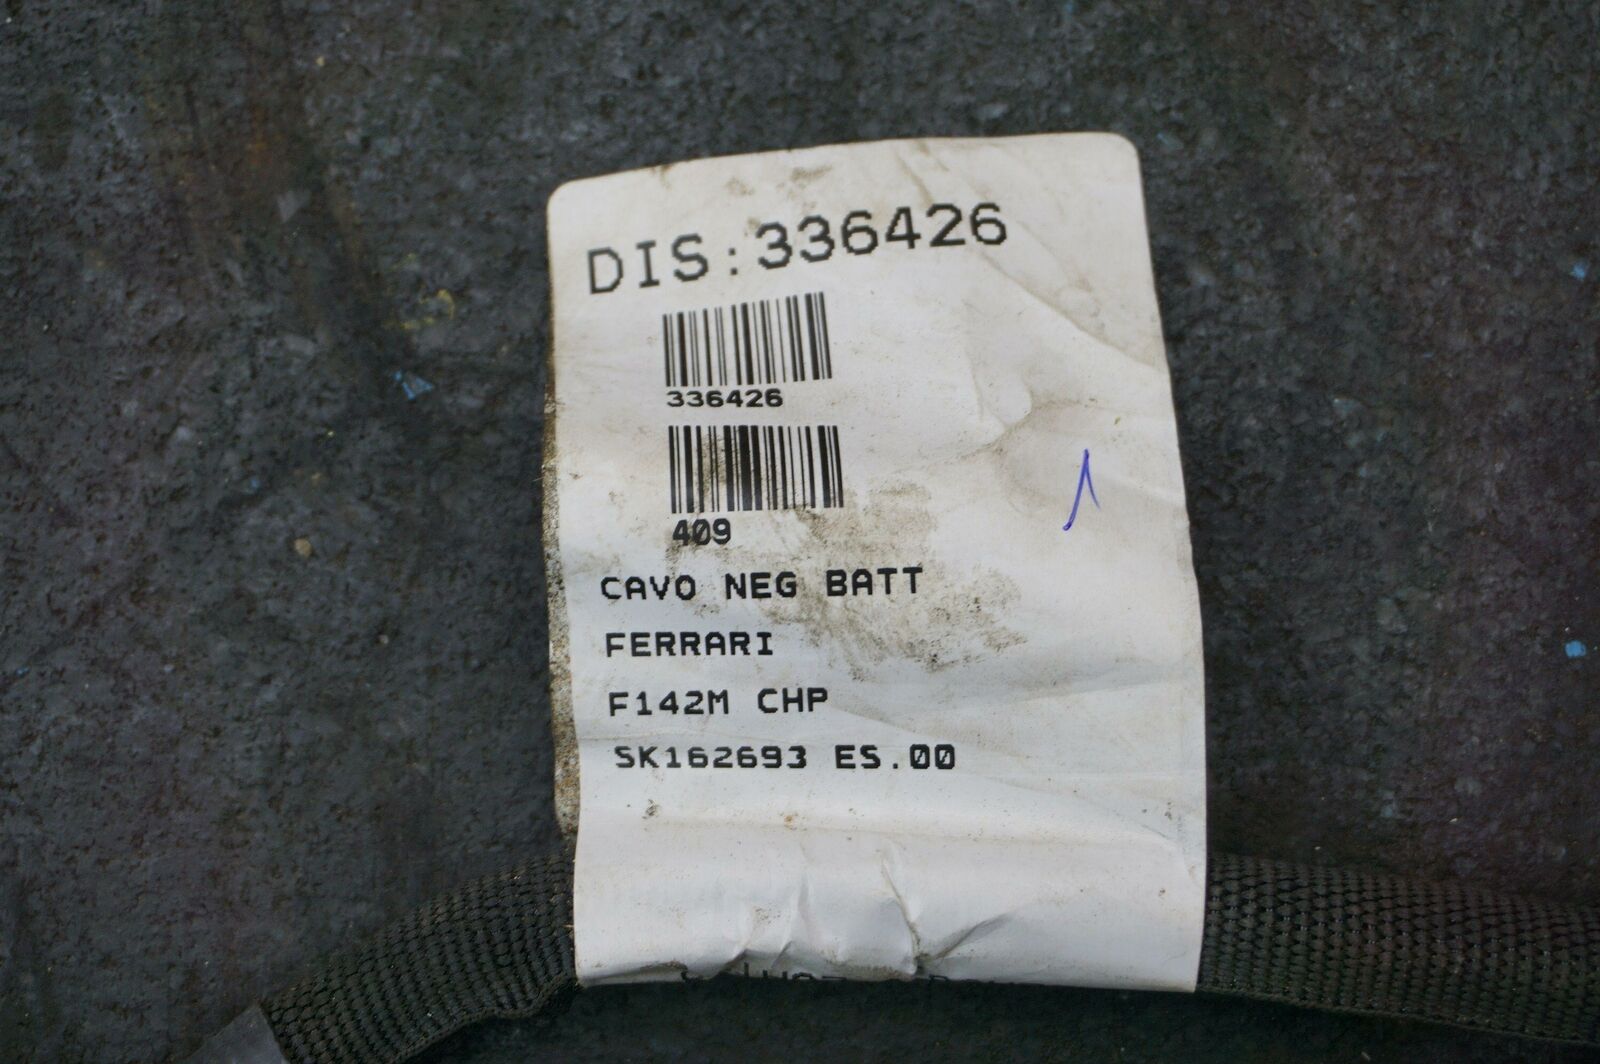 DIS:336426
336426
409
CAVO NEG BATT
FERRARI
F142M CHP
SK162693 ES.00